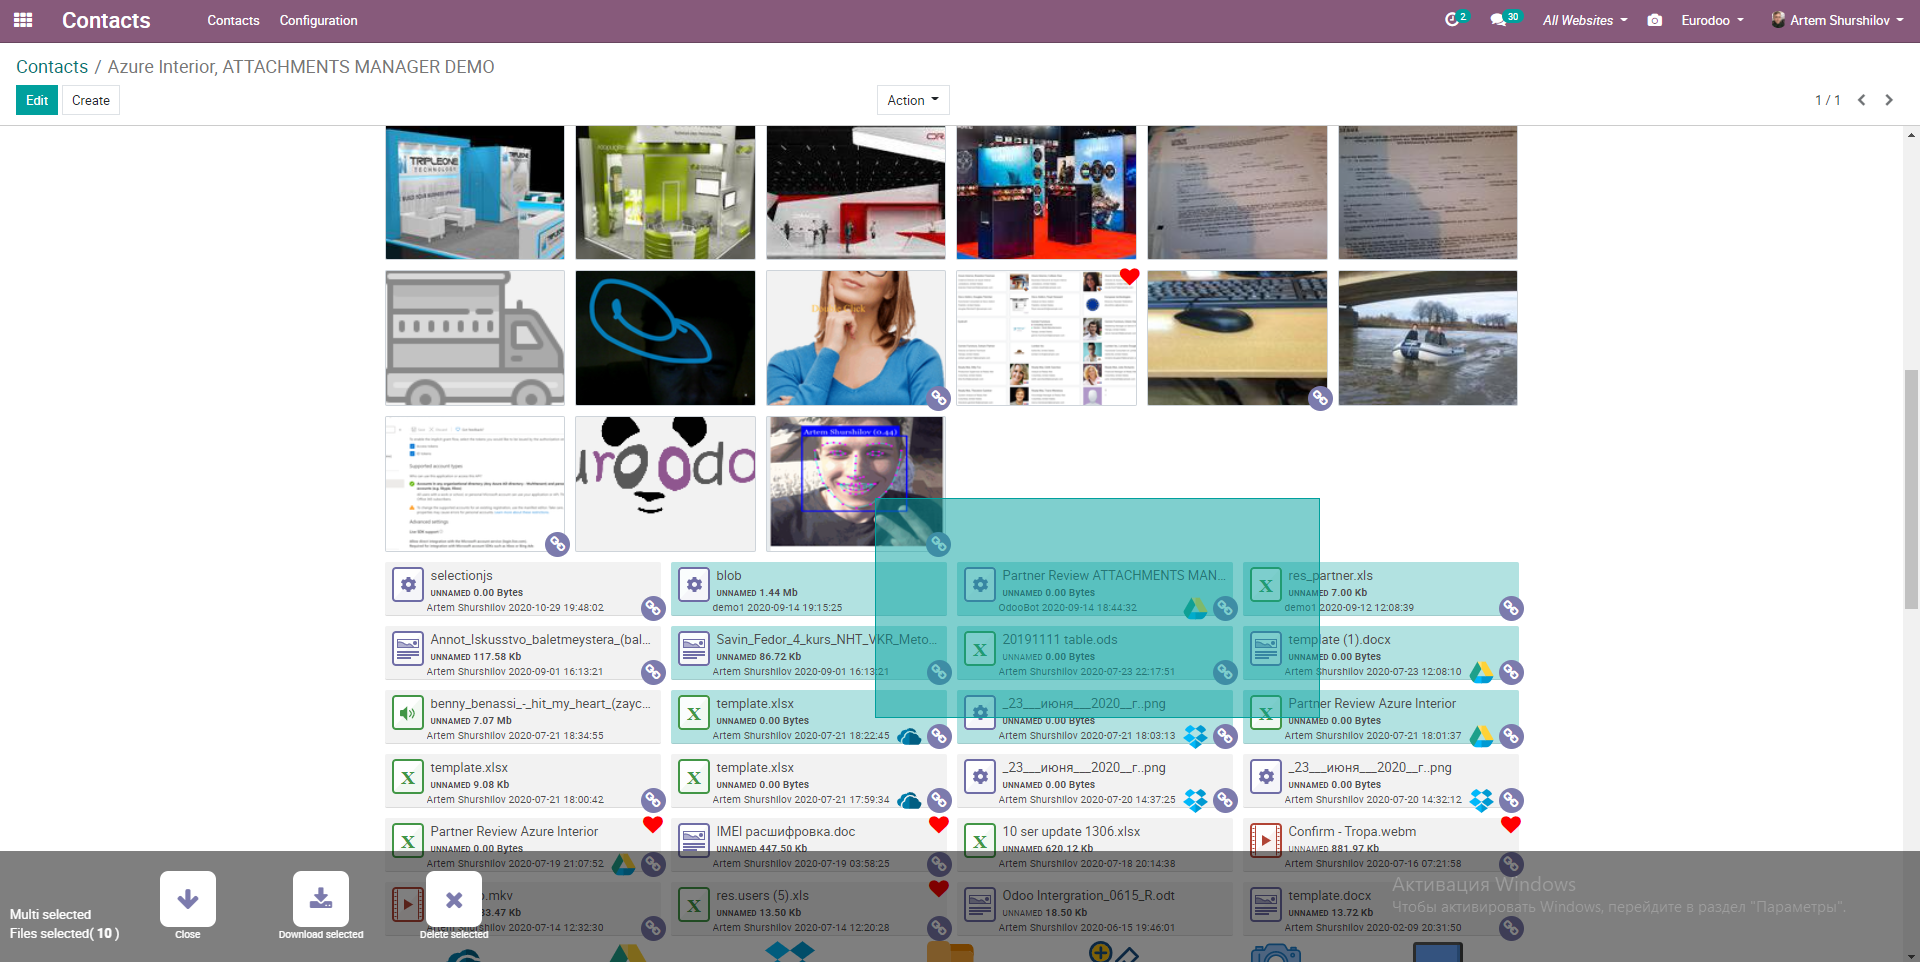 Contacts
Contacts Configuration
2 30 All Websites Eurodoo Artem Shurshilov
Contacts / Azure Interior, ATTACHMENTS MANAGER DEMO
Edit Create Action 1 / 1
TRIPLEONE
TECHNOLOGY
Double Click
Supported account types
Advanced settings
Artem Shurshilov (0.44)
selectionjs
UNNAMED 0.00 Bytes
Artem Shurshilov 2020-10-29 19:48:02
blob
UNNAMED 1.44 Mb
demo1 2020-09-14 19:15:25
Partner Review ATTACHMENTS MAN...
UNNAMED 0.00 Bytes
OdooBot 2020-09-14 18:44:32
res_partner.xls
UNNAMED 7.00 Kb
demo1 2020-09-12 12:08:39
Annot_Iskusstvo_baletmeystera_(bal...
UNNAMED 117.58 Kb
Artem Shurshilov 2020-09-01 16:13:21
Savin_Fedor_4_kurs_NHT_VKR_Meto...
UNNAMED 86.72 Kb
Artem Shurshilov 2020-09-01 16:13:21
20191111 table.ods
UNNAMED 0.00 Bytes
Artem Shurshilov 2020-07-23 22:17:51
template (1).docx
UNNAMED 0.00 Bytes
Artem Shurshilov 2020-07-23 12:08:10
benny_benassi_-_hit_my_heart_(zayc...
UNNAMED 7.07 Mb
Artem Shurshilov 2020-07-21 18:34:55
template.xlsx
UNNAMED 0.00 Bytes
Artem Shurshilov 2020-07-21 18:22:45
_23___июня___2020__г..png
UNNAMED 0.00 Bytes
Artem Shurshilov 2020-07-21 18:03:13
Partner Review Azure Interior
UNNAMED 0.00 Bytes
Artem Shurshilov 2020-07-21 18:01:37
template.xlsx
UNNAMED 9.08 Kb
Artem Shurshilov 2020-07-21 18:00:42
template.xlsx
UNNAMED 0.00 Bytes
Artem Shurshilov 2020-07-21 17:59:34
_23___июня___2020__г..png
UNNAMED 0.00 Bytes
Artem Shurshilov 2020-07-20 14:37:25
_23___июня___2020__г..png
UNNAMED 0.00 Bytes
Artem Shurshilov 2020-07-20 14:32:12
Partner Review Azure Interior
UNNAMED 0.00 Bytes
Artem Shurshilov 2020-07-19 21:07:52
IMEI расшифровка.doc
UNNAMED 447.50 Kb
Artem Shurshilov 2020-07-19 03:58:25
10 ser update 1306.xlsx
UNNAMED 620.12 Kb
Artem Shurshilov 2020-07-18 20:14:38
Confirm - Tropa.webm
UNNAMED 881.97 Kb
Artem Shurshilov 2020-07-16 07:21:58
.mkv
33.47 Kb
Artem Shurshilov 2020-07-14 12:32:30
res.users (5).xls
UNNAMED 13.50 Kb
Artem Shurshilov 2020-07-14 12:20:28
Odoo Intergration_0615_R.odt
UNNAMED 18.50 Kb
Artem Shurshilov 2020-06-15 19:46:01
template.docx
UNNAMED 13.72 Kb
Artem Shurshilov 2020-02-09 20:31:50
Multi selected
Files selected( 10 )
Close
Download selected
Delete selected
Активация Windows
Чтобы активировать Windows, перейдите в раздел "Параметры".